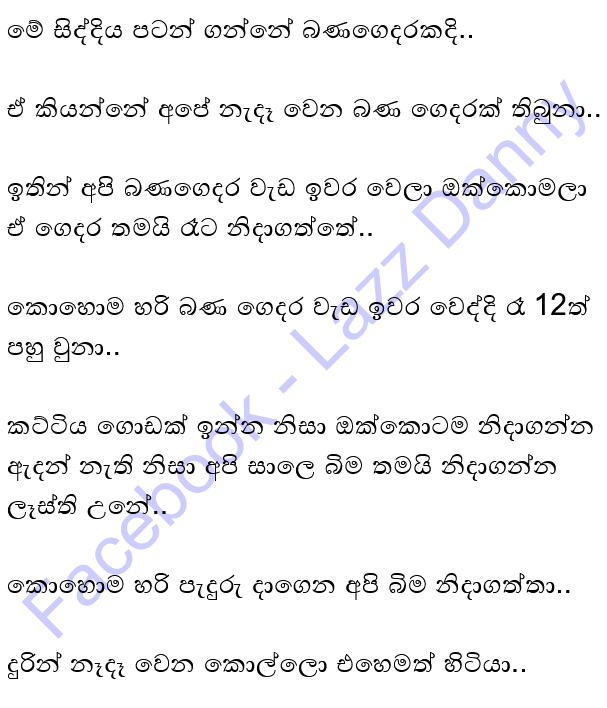 මේ සිද්දිය පටන් ගන්නේ බණගෙදරකදි..
ඒ කියන්නේ අපේ නැදෑ වෙන බණ ගෙදරක් තිබුනා..
ඉතින් අපි බණගෙදර වැඩ ඉවර වෙලා ඔක්කොමලා
ඒ ගෙදර තමයි රෑට නිදාගත්තේ..
කොහොම හරි බණ ගෙදර වැඩ ඉවර වෙද්දි රෑ 12ත්
පහු වුනා..
කට්ටිය ගොඩක් ඉන්න නිසා ඔක්කොටම නිදාගන්න
ඇදන් නැති නිසා අපි සාලෙ බිම තමයි නිදාගන්න
ලෑස්ති උනේ..
කොහොම හරි පැදුරු දාගෙන අපි බිම නිදාගත්තා..
දුරින් නෑදෑ වෙන කොල්ලො එහෙමත් හිටියා..
Facebook - Lazz Danny